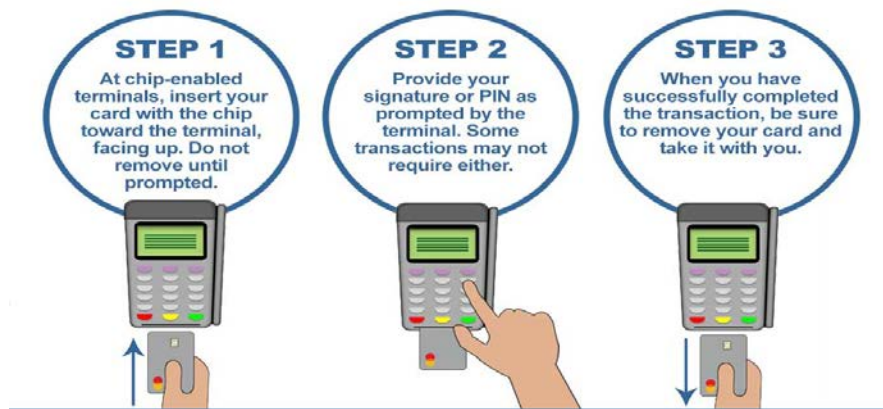 STEP 1
At chip-enabled
terminals, insert your
card with the chip
toward the terminal,
facing up. Do not
remove until
prompted.
STEP 2
Provide your
signature or PIN as
prompted by the
terminal. Some
transactions may not
require either.
STEP 3
When you have
successfully completed
the transaction, be sure
to remove your card and
take it with you.